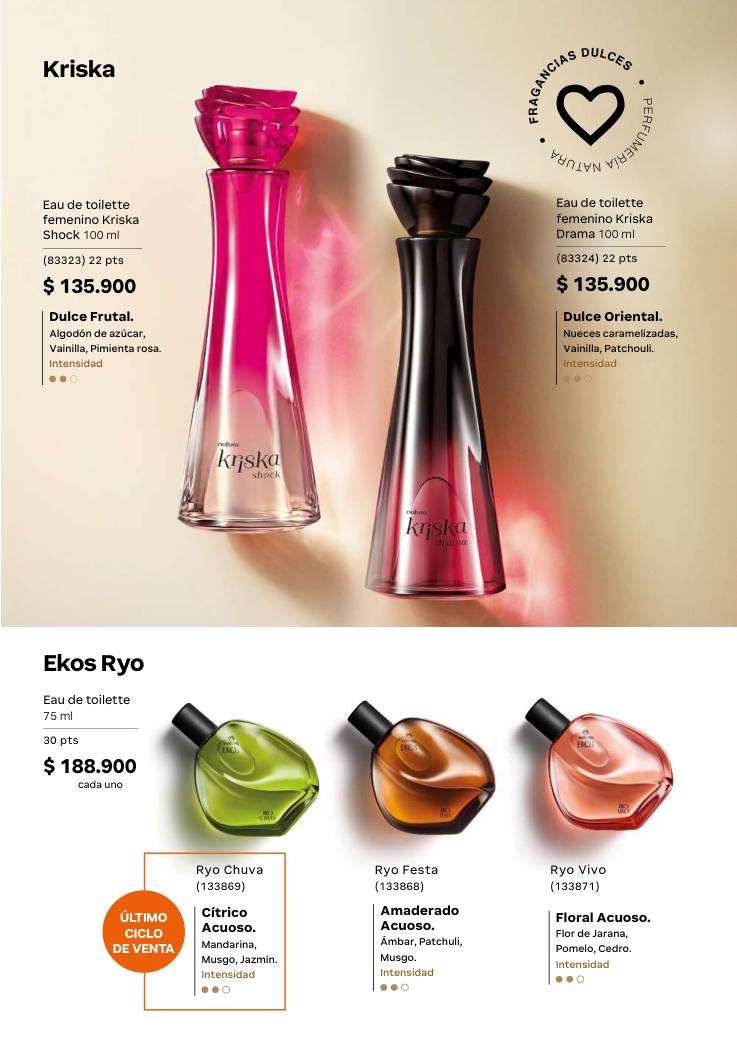 Kriska
FRAGANCIAS DULCES • PERFUMERÍA NATURA •
Eau de toilette
femenino Kriska
Shock 100 ml
(83323) 22 pts
$ 135.900
Dulce Frutal.
Algodón de azúcar,
Vainilla, Pimienta rosa.
Intensidad
Eau de toilette
femenino Kriska
Drama 100 ml
(83324) 22 pts
$ 135.900
Dulce Oriental.
Nueces caramelizadas,
Vainilla, Patchouli.
Intensidad
natura
kriska
shock
natura
kriska
drama
Ekos Ryo
Eau de toilette
75 ml
30 pts
$ 188.900
cada uno
EKOS
EKOS
EKOS
Ryo Chuva
(133869)
Cítrico
Acuoso.
Mandarina,
Musgo, Jazmín.
Intensidad
ÚLTIMO
CICLO
DE VENTA
Ryo Festa
(133868)
Amaderado
Acuoso.
Ámbar, Patchuli,
Musgo.
Intensidad
Ryo Vivo
(133871)
Floral Acuoso.
Flor de Jarana,
Pomelo, Cedro.
Intensidad